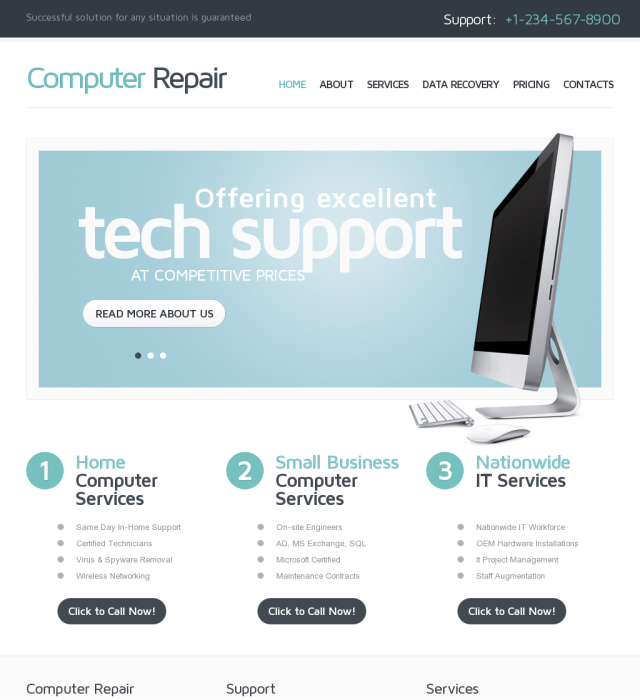 Successful solution for any situation is guaranteed
Support: +1-234-567-8900
Computer Repair
HOME ABOUT SERVICES DATA RECOVERY PRICING CONTACTS
Offering excellent
tech support
AT COMPETITIVE PRICES
READ MORE ABOUT US
1
Home
Computer
Services
Same Day In-Home Support
Certified Technicians
Virus & Spyware Removal
Wireless Networking
Click to Call Now!
2
Small Business
Computer
Services
On-site Engineers
AD, MS Exchange, SQL
Microsoft Certified
Maintenance Contracts
Click to Call Now!
3
Nationwide
IT Services
Nationwide IT Workforce
OEM Hardware Installations
It Project Management
Staff Augmentation
Click to Call Now!
Computer Repair
Support
Services